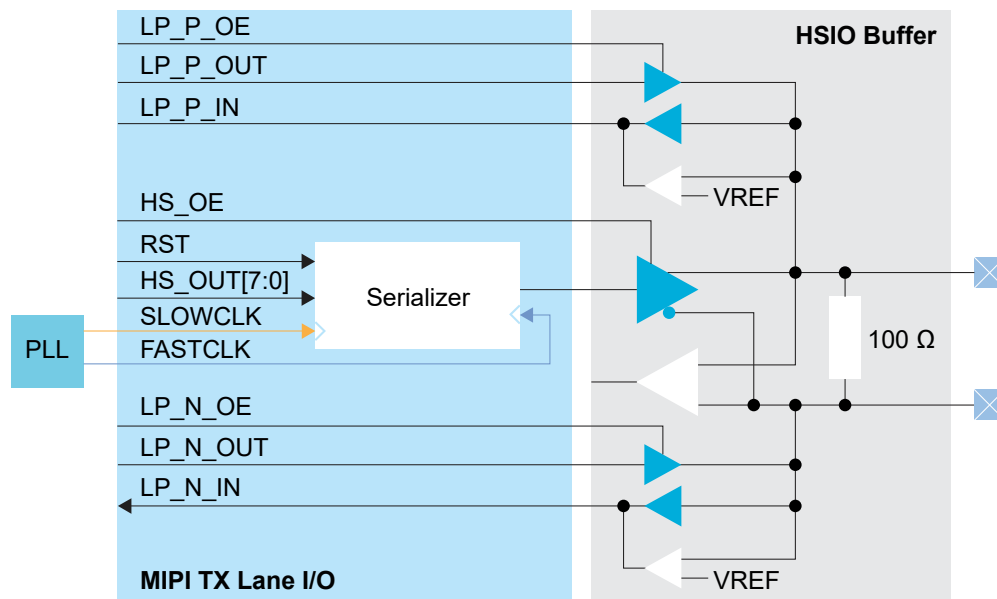 LP_P_OE
HSIO Buffer
LP_P_OUT
LP_P_IN
VREF
HS_OE
RST
HS_OUT[7:0]
Serializer
SLOWCLK
PLL
FASTCLK
100 Ω
LP_N_OE
LP_N_OUT
LP_N_IN
MIPI TX Lane I/O
VREF